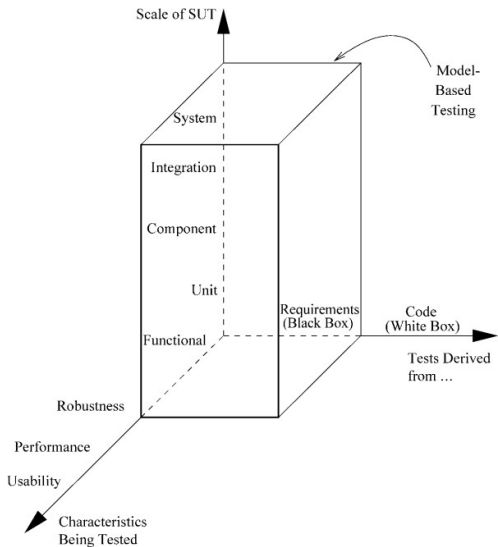 Scale of SUT
Model-
Based
Testing
System
Integration
Component
Unit
Requirements
(Black Box)
Code
(White Box)
Functional
Tests Derived
from ...
Robustness
Performance
Usability
Characteristics
Being Tested